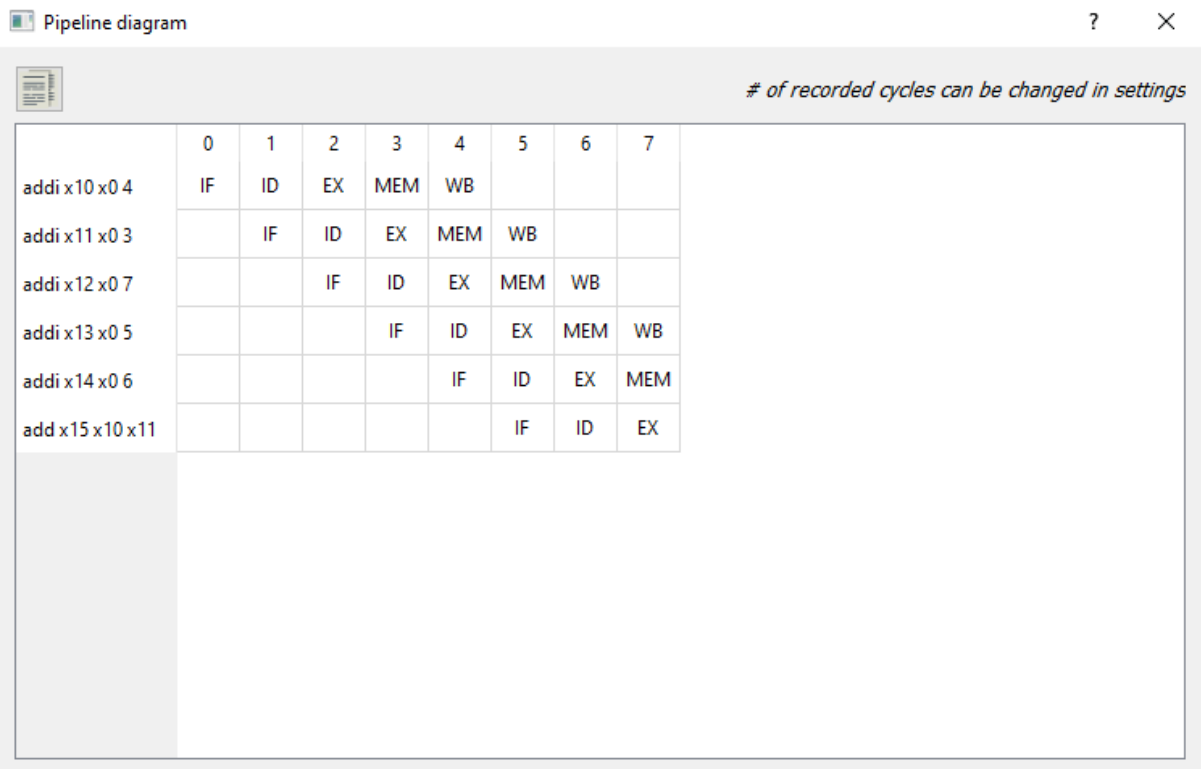 Pipeline diagram ? ×
# of recorded cycles can be changed in settings
0 1 2 3 4 5 6 7
addi x10 x0 4 IF ID EX MEM WB
addi x11 x0 3 IF ID EX MEM WB
addi x12 x0 7 IF ID EX MEM WB
addi x13 x0 5 IF ID EX MEM WB
addi x14 x0 6 IF ID EX MEM
add x15 x10 x11 IF ID EX